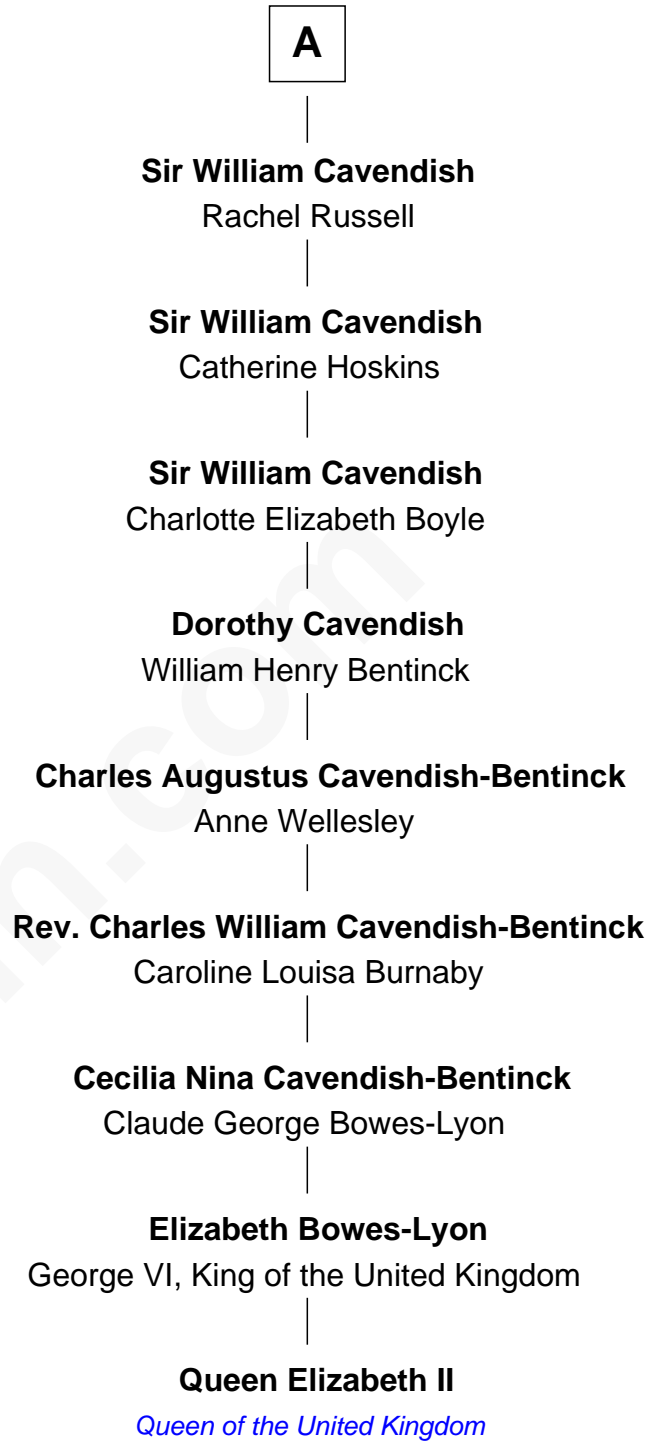 A
Sir William Cavendish
Rachel Russell
Sir William Cavendish
Catherine Hoskins
Sir William Cavendish
Charlotte Elizabeth Boyle
Dorothy Cavendish
William Henry Bentinck
Charles Augustus Cavendish-Bentinck
Anne Wellesley
Rev. Charles William Cavendish-Bentinck
Caroline Louisa Burnaby
Cecilia Nina Cavendish-Bentinck
Claude George Bowes-Lyon
Elizabeth Bowes-Lyon
George VI, King of the United Kingdom
Queen Elizabeth II
Queen of the United Kingdom